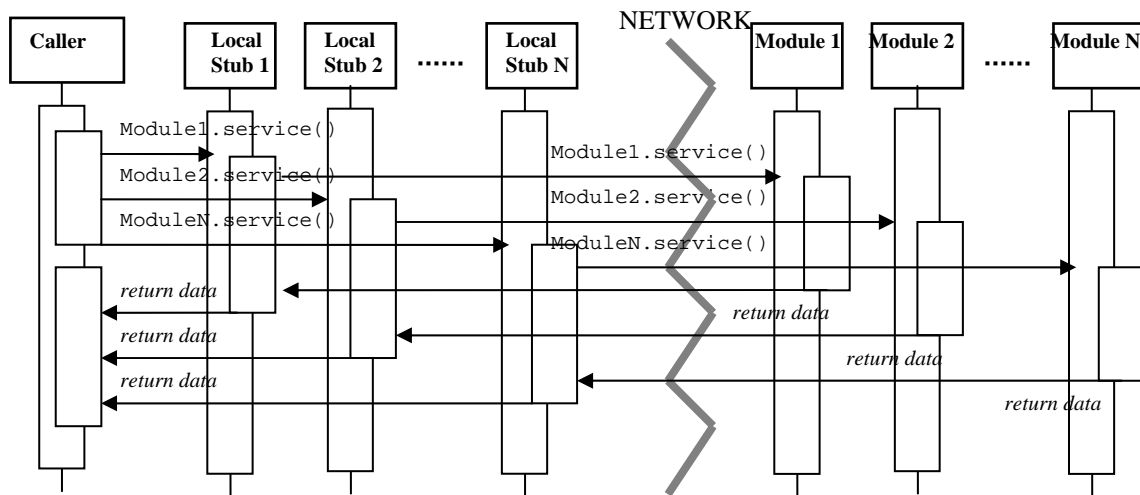 NETWORK
Caller
Local
Stub 1
Local
Stub 2
......
Local
Stub N
Module 1
Module 2
......
Module N
Module1.service()
Module1.service()
Module2.service()
Module2.service()
ModuleN.service()
ModuleN.service()
return data
return data
return data
return data
return data
return data